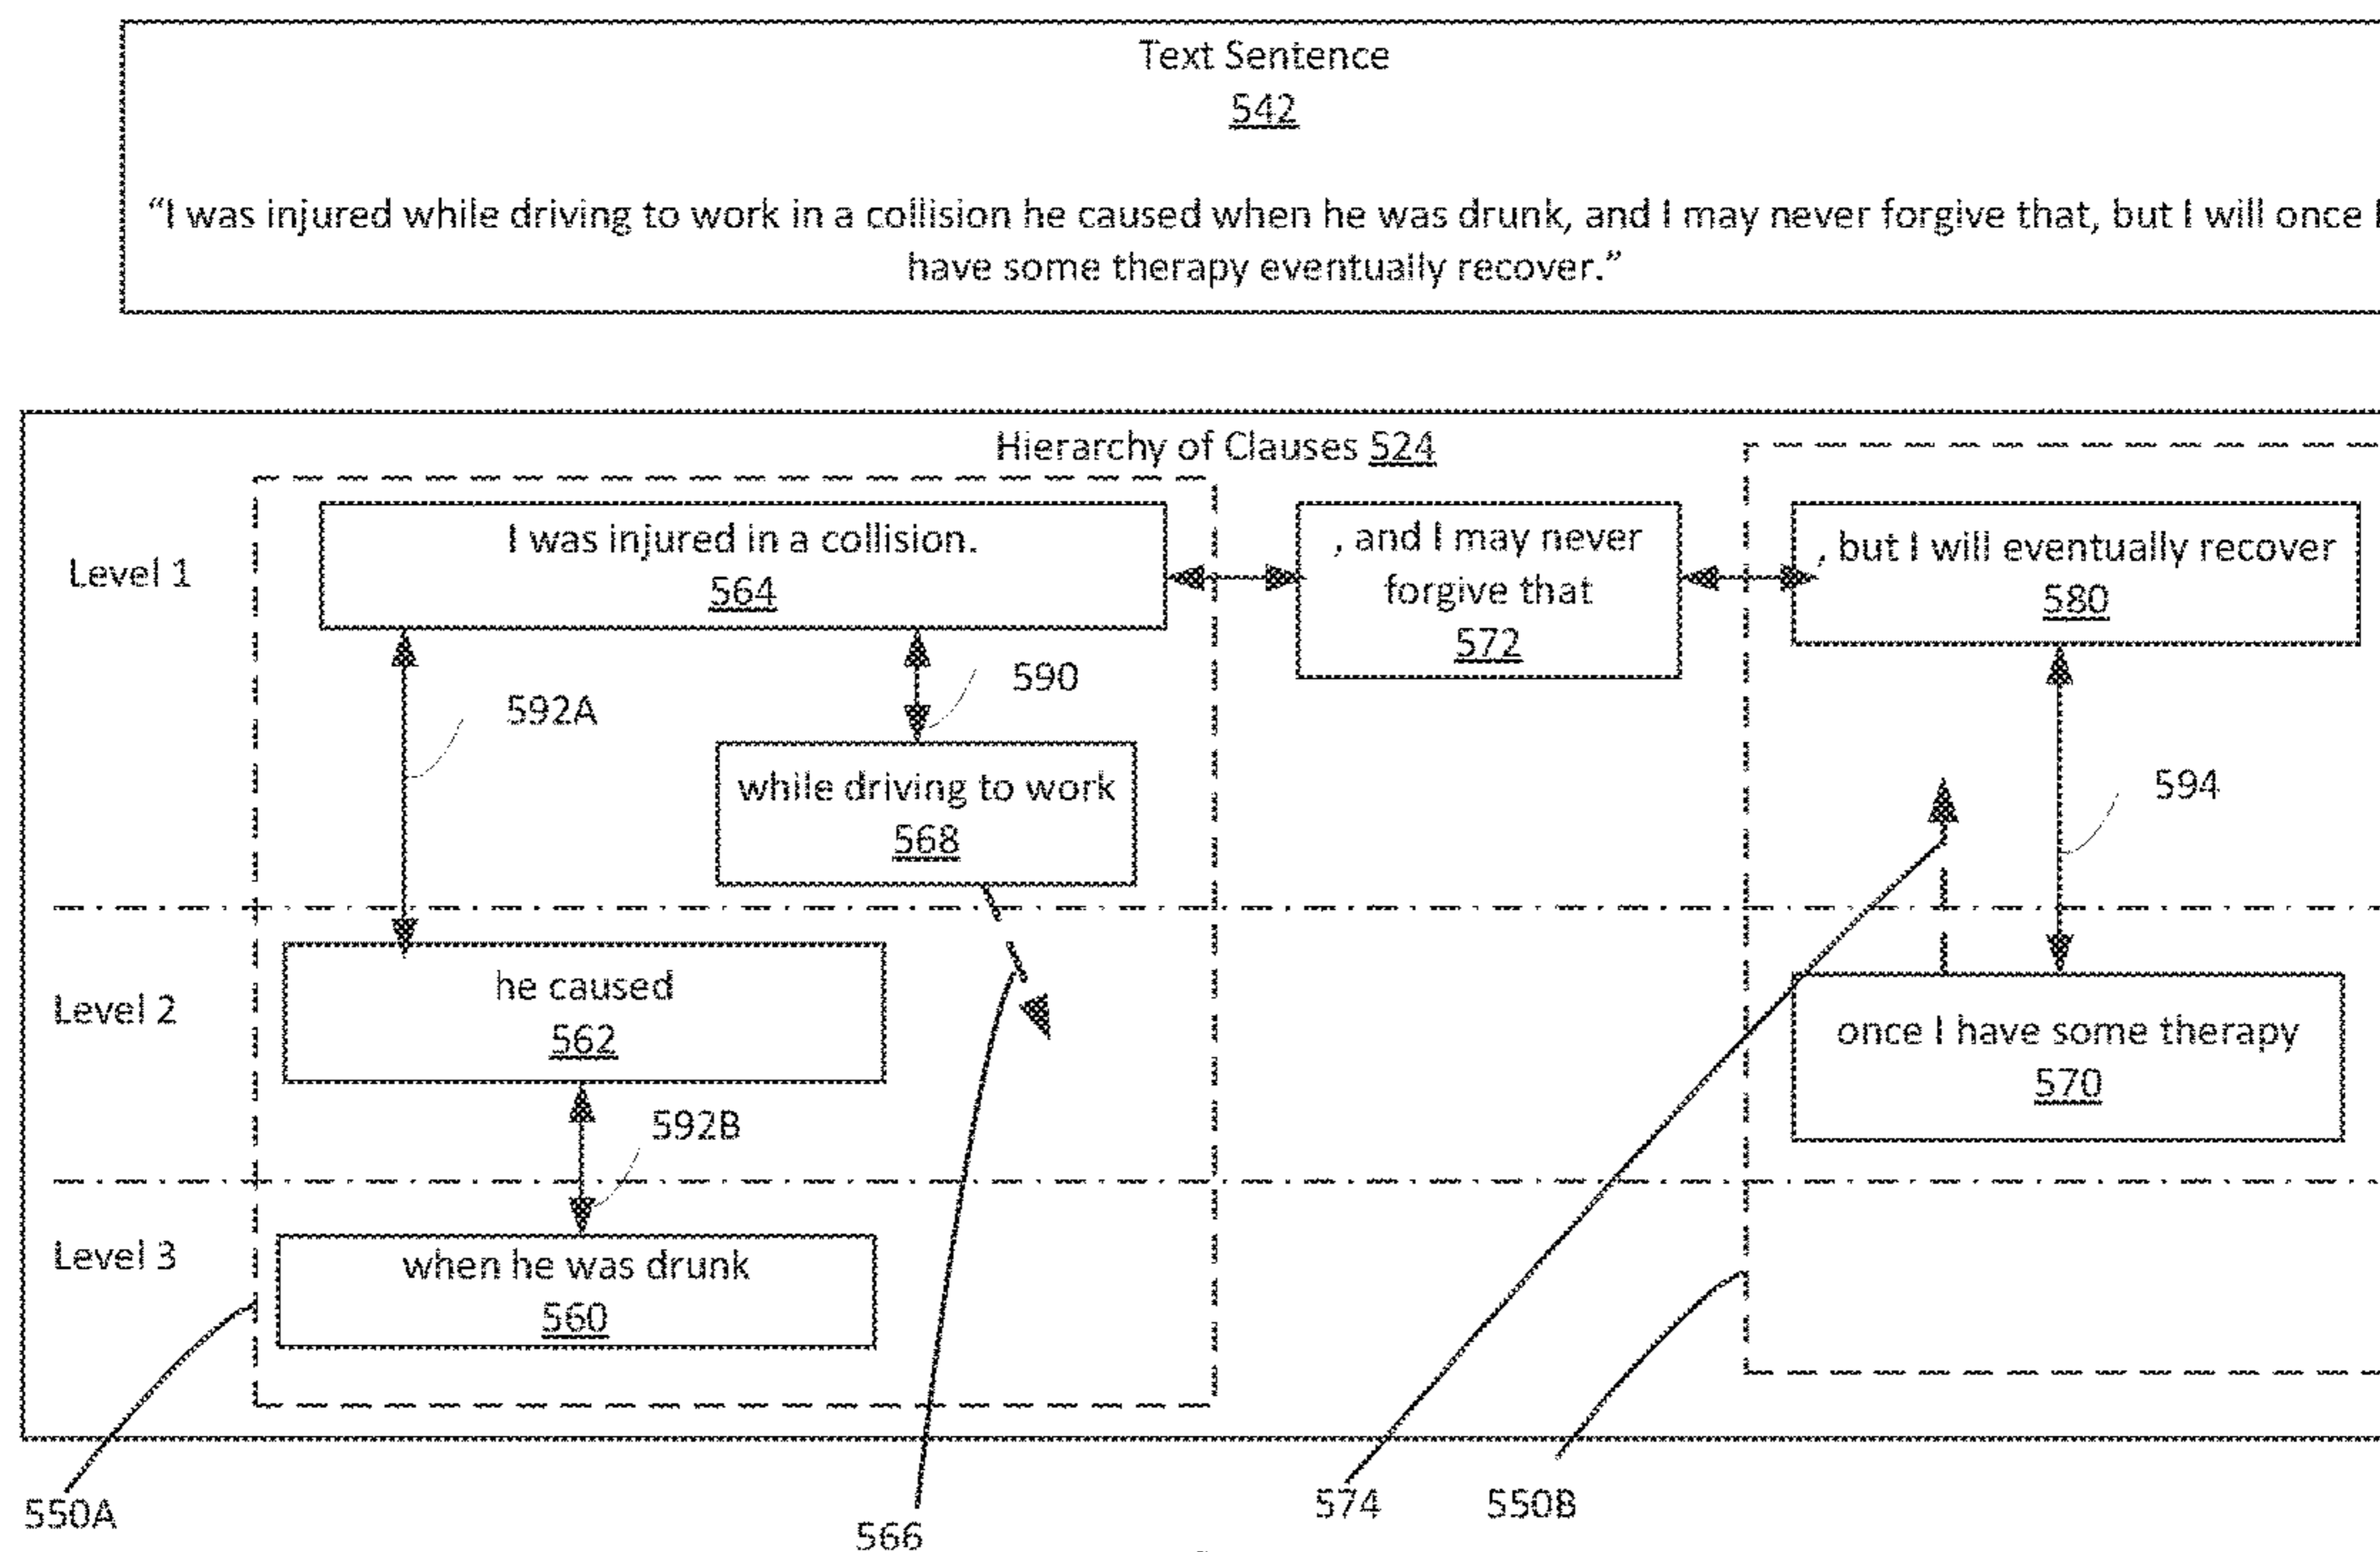 Text Sentence
542
“I was injured while driving to work in a collision he caused when he was drunk, and I may never forgive that, but I will once I
have some therapy eventually recover.”
Hierarchy of Clauses 524
Level 1
I was injured in a collision.
564
, and I may never
forgive that
572
, but I will eventually recover
580
592A
590
594
while driving to work
568
Level 2
he caused
562
once I have some therapy
570
592B
Level 3
when he was drunk
560
550A
566
574
550B